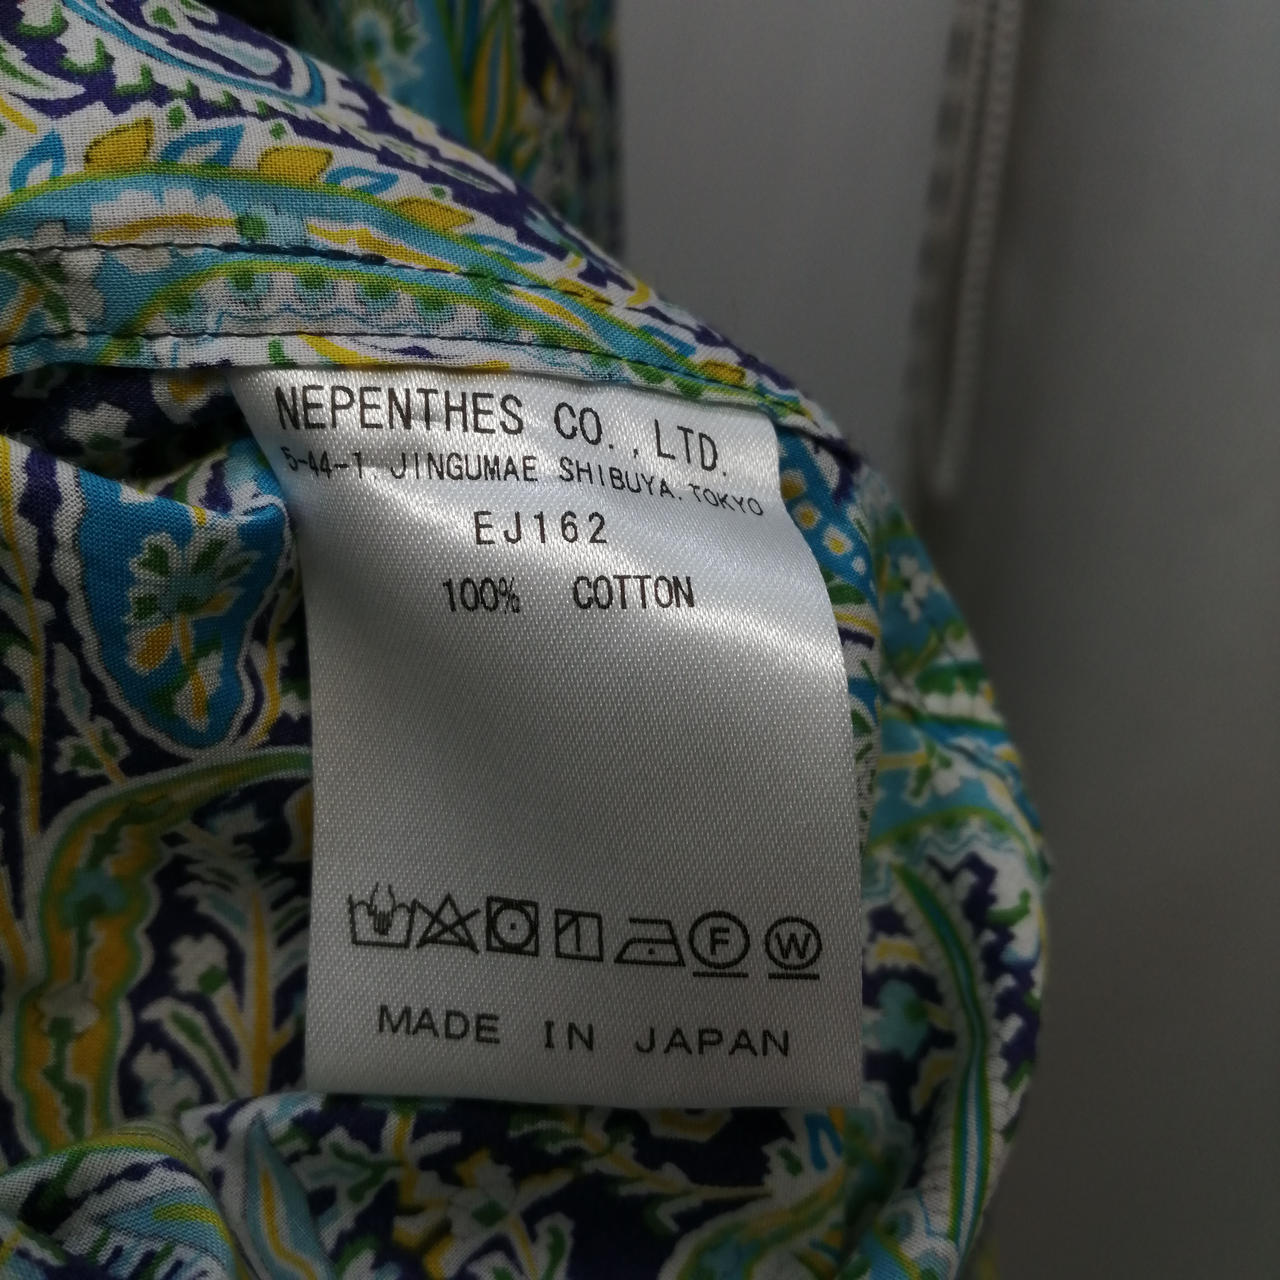 NEPENTHES CO.,LTD.
5-44-1, JINGUMAE SHIBUYA. TOKYO
EJ162
100% COTTON
F W
MADE IN JAPAN